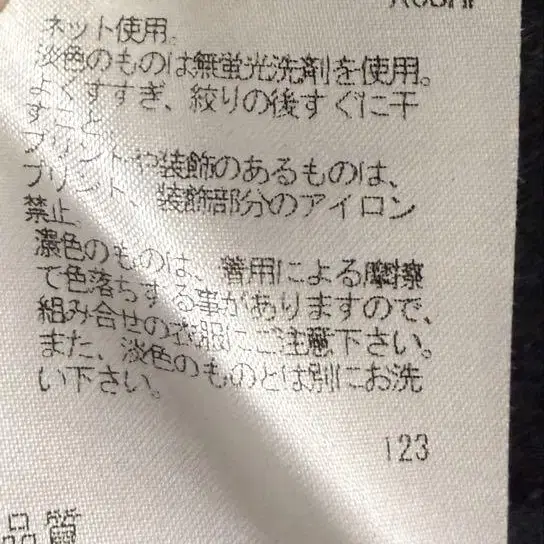 ネット使用。
淡色のものは無蛍光洗剤を使用。
よくすすぎ、絞りの後すぐに干
すこと。
プリントや装飾のあるものは、
プリント、装飾部分のアイロン
禁止。
濃色のものは、着用による摩擦
で色落ちする事がありますので、
組み合せの衣服にご注意下さい。
また、淡色のものとは別にお洗
い下さい。
123
品質